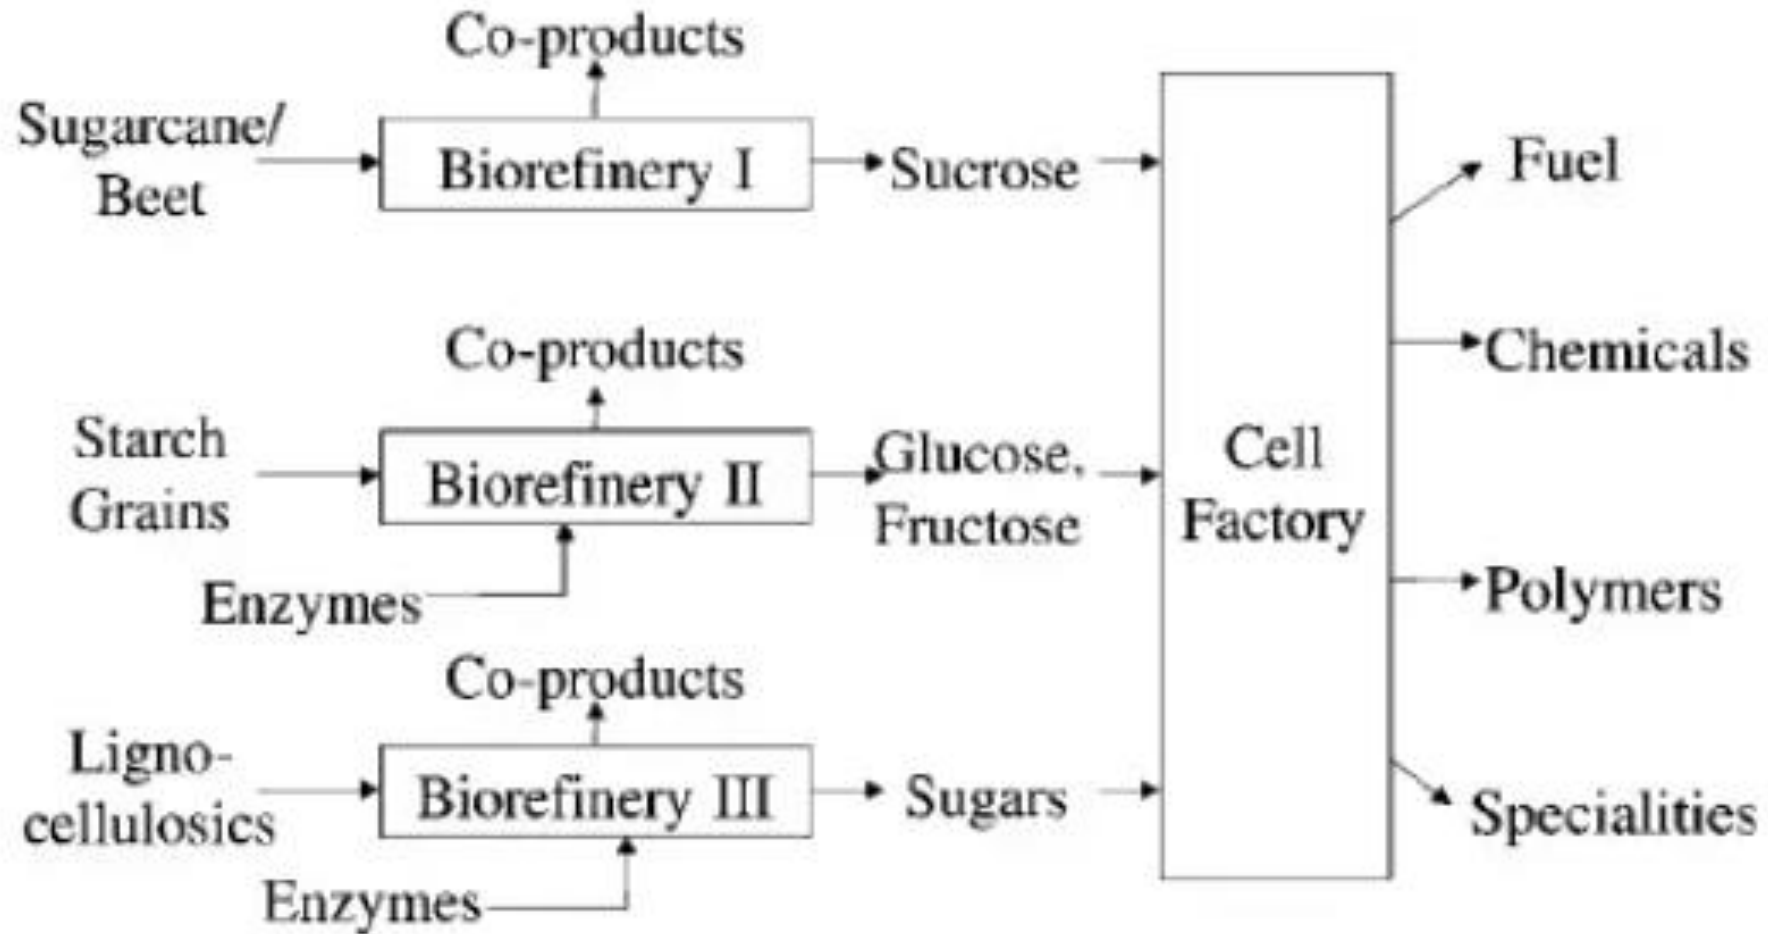 Co-products
Sugarcane/
Beet
Biorefinery I
Sucrose
Fuel
Co-products
Chemicals
Starch
Grains
Biorefinery II
Glucose,
Fructose
Cell
Factory
Enzymes
Polymers
Co-products
Ligno-
cellulosics
Biorefinery III
Sugars
Specialities
Enzymes